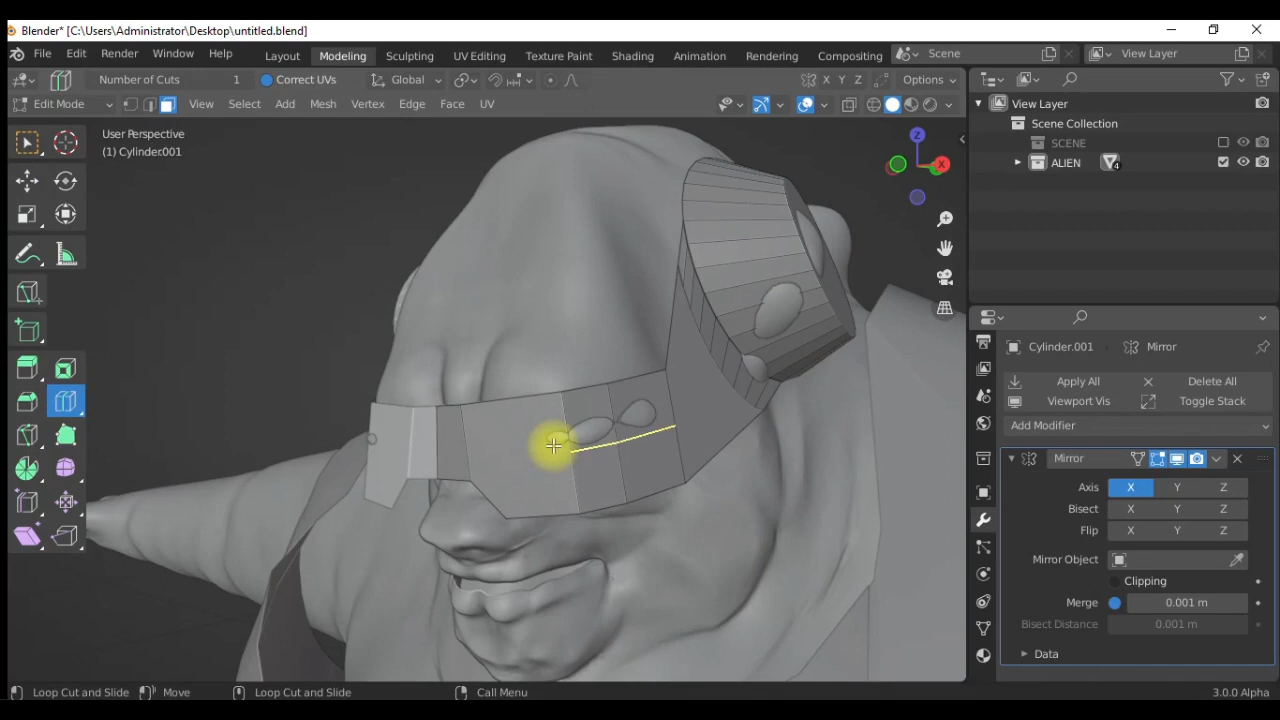 Blender* [C:\Users\Administrator\Desktop\untitled.blend]
File Edit Render Window Help Layout Modeling Sculpting UV Editing Texture Paint Shading Animation Rendering Compositing Scene View Layer
Number of Cuts 1 Correct UVs Global X Y Z Options
Edit Mode View Select Add Mesh Vertex Edge Face UV
User Perspective
(1) Cylinder.001
Z
X
View Layer
Scene Collection
SCENE
ALIEN 4
Cylinder.001 Mirror
Apply All Delete All
Viewport Vis Toggle Stack
Add Modifier
Mirror
Axis X Y Z
Bisect X Y Z
Flip X Y Z
Mirror Object
Clipping
Merge 0.001 m
Bisect Distance 0.001 m
Data
Loop Cut and Slide Move Loop Cut and Slide Call Menu 3.0.0 Alpha